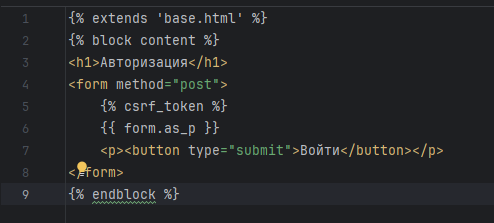 1 {% extends 'base.html' %}
2 {% block content %}
3 <h1>Авторизация</h1>
4 <form method="post">
5     {% csrf_token %}
6     {{ form.as_p }}
7     <p><button type="submit">Войти</button></p>
8 </form>
9 {% endblock %}